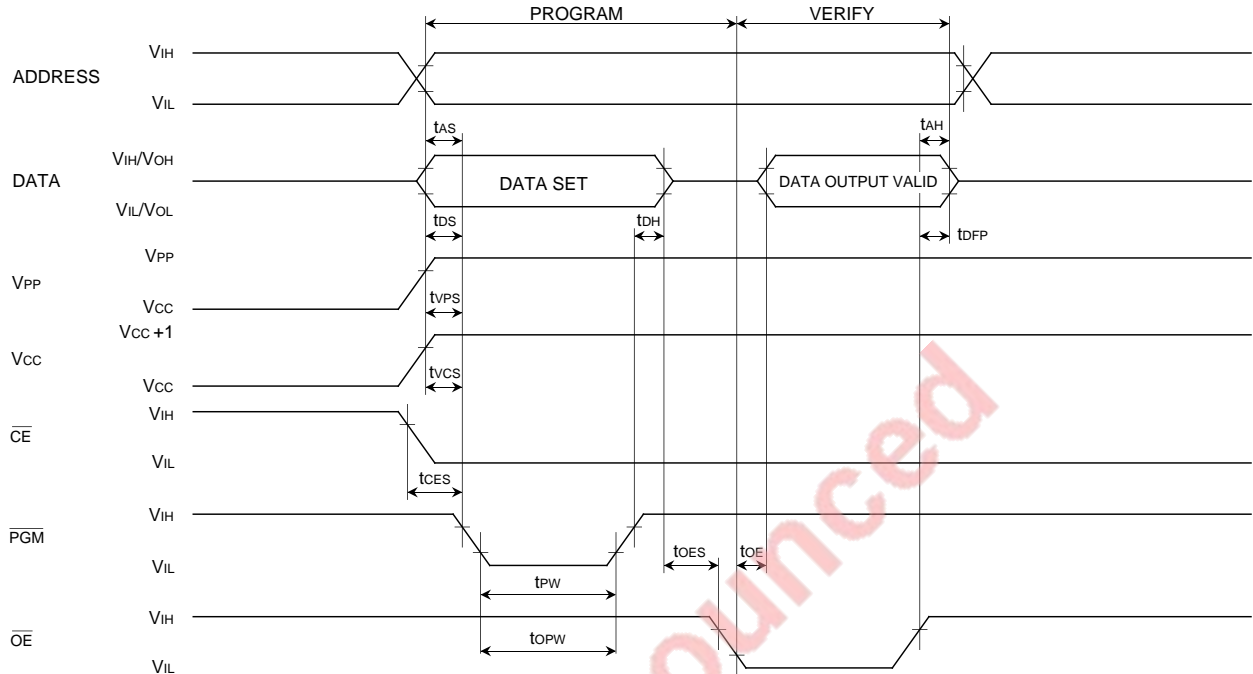 PROGRAM VERIFY
VIH
ADDRESS
VIL
tAS tAH
VIH/VOH
DATA DATA SET DATA OUTPUT VALID
VIL/VOL
tDS tDH tDFP
VPP
VPP
VCC tVPS
VCC +1
VCC
VCC tVCS
VIH
CE
VIL
tCES
VIH
PGM
VIL tOES tOE
tPW
VIH
OE tOPW
VIL
ounced